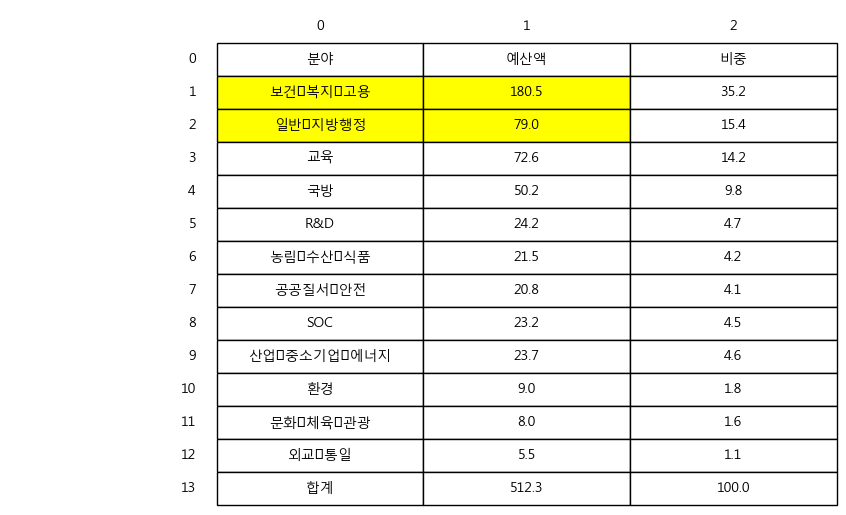 0 1 2
0 분야 예산액 비중
1 보건▯복지▯고용 180.5 35.2
2 일반▯지방행정 79.0 15.4
3 교육 72.6 14.2
4 국방 50.2 9.8
5 R&D 24.2 4.7
6 농림▯수산▯식품 21.5 4.2
7 공공질서▯안전 20.8 4.1
8 SOC 23.2 4.5
9 산업▯중소기업▯에너지 23.7 4.6
10 환경 9.0 1.8
11 문화▯체육▯관광 8.0 1.6
12 외교▯통일 5.5 1.1
13 합계 512.3 100.0